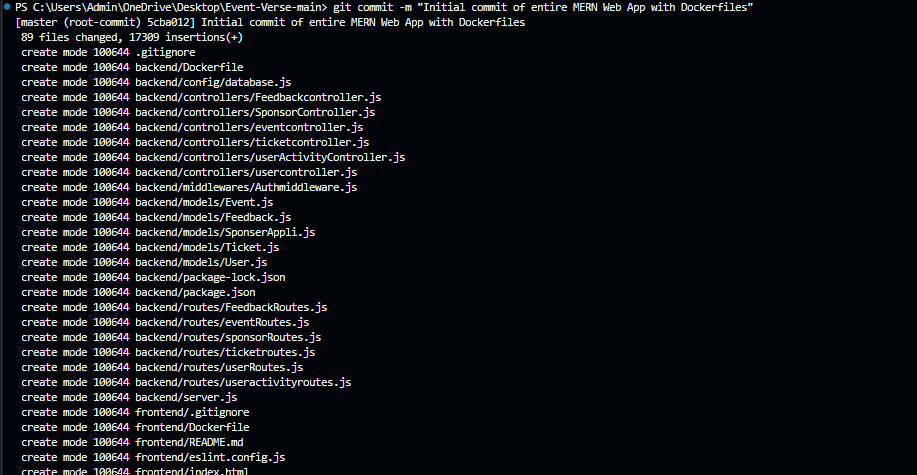 PS C:\Users\Admin\OneDrive\Desktop\Event-Verse-main> git commit -m "Initial commit of entire MERN Web App with Dockerfiles"
[master (root-commit) 5cba012] Initial commit of entire MERN Web App with Dockerfiles
 89 files changed, 17309 insertions(+)
 create mode 100644 .gitignore
 create mode 100644 backend/Dockerfile
 create mode 100644 backend/config/database.js
 create mode 100644 backend/controllers/Feedbackcontroller.js
 create mode 100644 backend/controllers/SponsorController.js
 create mode 100644 backend/controllers/eventcontroller.js
 create mode 100644 backend/controllers/ticketcontroller.js
 create mode 100644 backend/controllers/userActivityController.js
 create mode 100644 backend/controllers/usercontroller.js
 create mode 100644 backend/middlewares/Authmiddleware.js
 create mode 100644 backend/models/Event.js
 create mode 100644 backend/models/Feedback.js
 create mode 100644 backend/models/SponserAppli.js
 create mode 100644 backend/models/Ticket.js
 create mode 100644 backend/models/User.js
 create mode 100644 backend/package-lock.json
 create mode 100644 backend/package.json
 create mode 100644 backend/routes/FeedbackRoutes.js
 create mode 100644 backend/routes/eventRoutes.js
 create mode 100644 backend/routes/sponsorRoutes.js
 create mode 100644 backend/routes/ticketroutes.js
 create mode 100644 backend/routes/userRoutes.js
 create mode 100644 backend/routes/useractivityroutes.js
 create mode 100644 backend/server.js
 create mode 100644 frontend/.gitignore
 create mode 100644 frontend/Dockerfile
 create mode 100644 frontend/README.md
 create mode 100644 frontend/eslint.config.js
 create mode 100644 frontend/index.html